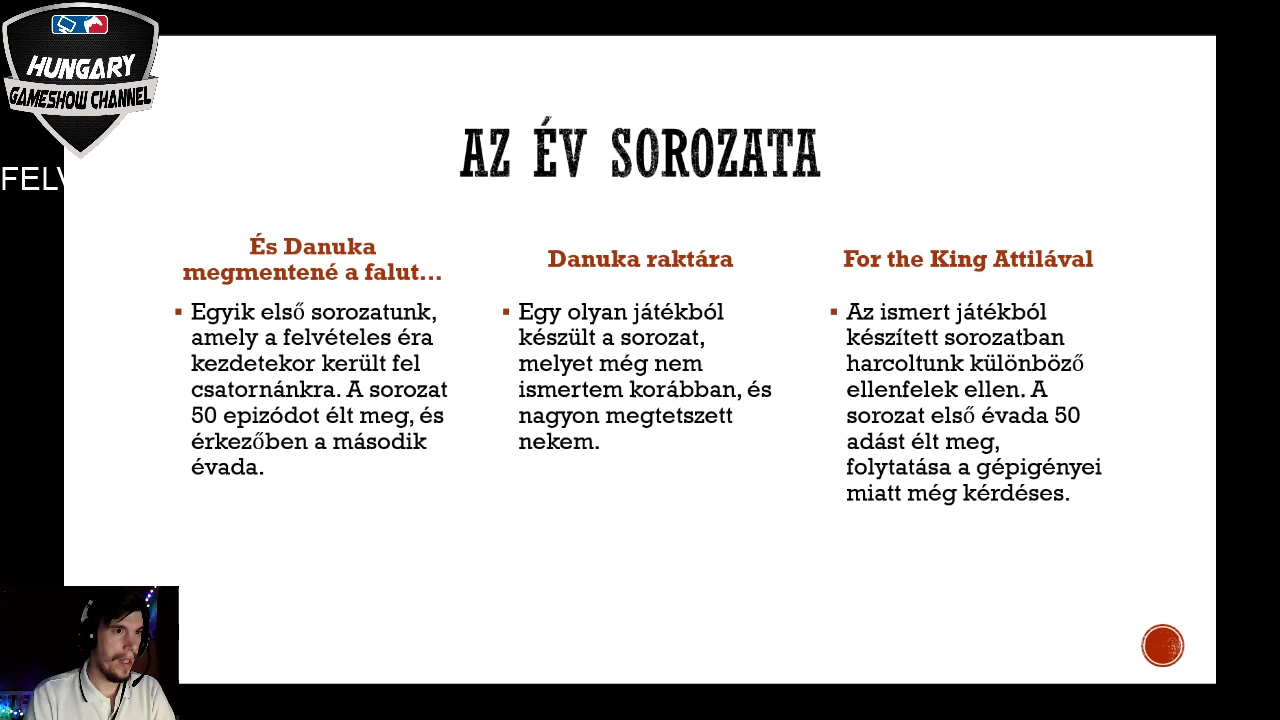 HUNGARY
GAMESHOW CHANNEL
FELV
AZ ÉV SOROZATA
És Danuka
megmentené a falut…
Egyik első sorozatunk,
amely a felvételes éra
kezdetekor került fel
csatornánkra. A sorozat
50 epizódot élt meg, és
érkezőben a második
évada.
Danuka raktára
Egy olyan játékból
készült a sorozat,
melyet még nem
ismertem korábban, és
nagyon megtetszett
nekem.
For the King Attilával
Az ismert játékból
készített sorozatban
harcoltunk különböző
ellenfelek ellen. A
sorozat első évada 50
adást élt meg,
folytatása a gépigényei
miatt még kérdéses.